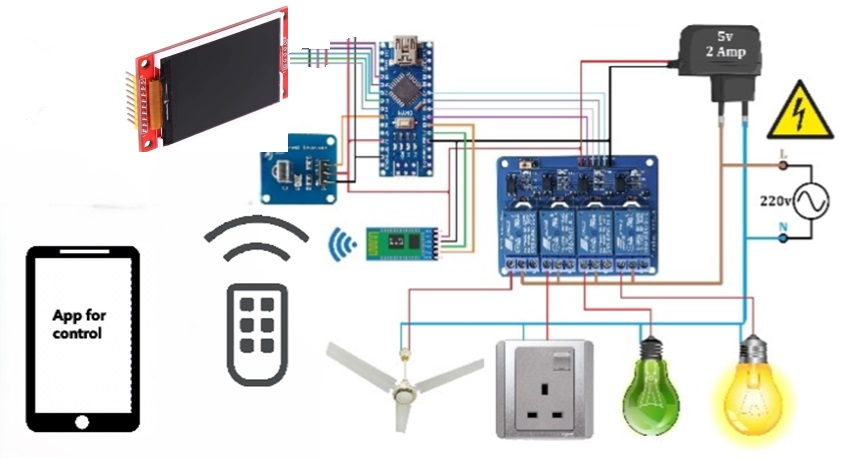 5v
2 Amp
L
220v
N
App for
control